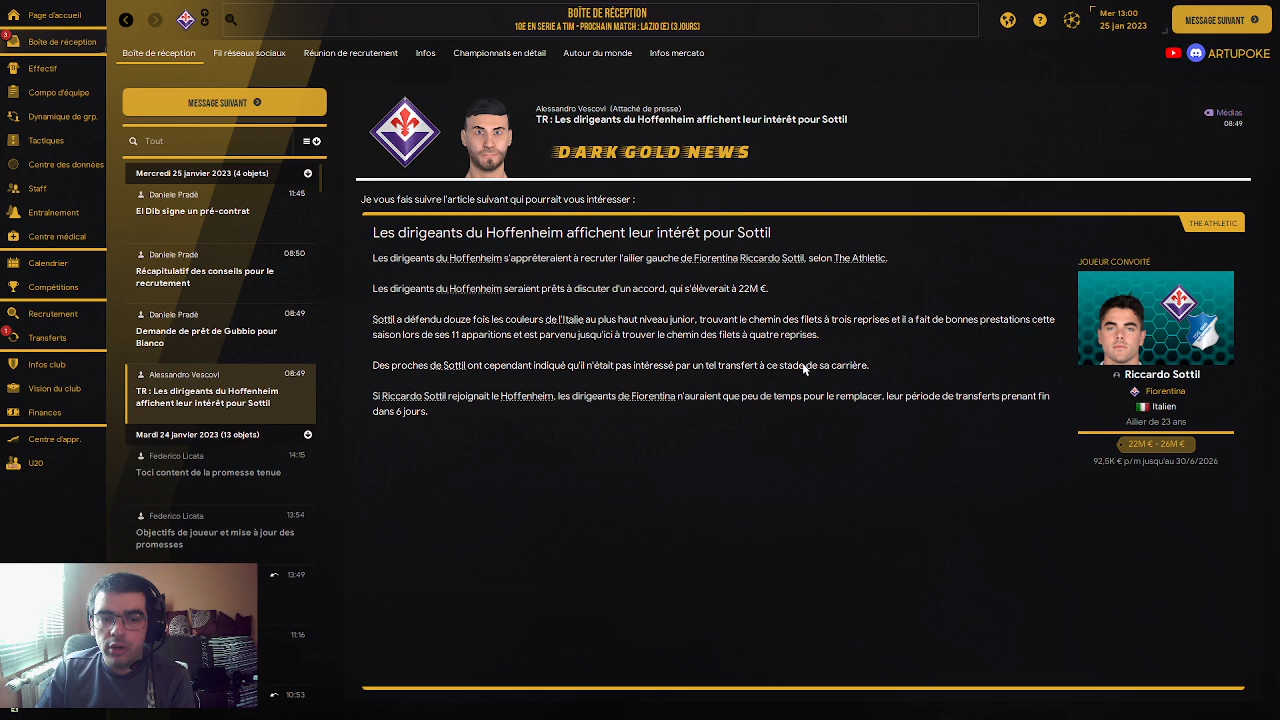 Page d'accueil
3
Boîte de réception
Effectif
Compo d'équipe
Dynamique de grp.
Tactiques
Centre des données
Staff
Entraînement
Centre médical
Calendrier
Compétitions
Recrutement
1
Transferts
Infos club
Vision du club
Finances
Centre d'appr.
U20
BOÎTE DE RÉCEPTION
10E EN SERIE A TIM - PROCHAIN MATCH : LAZIO (E) (3 JOURS)
?
Mer 13:00
25 jan 2023
MESSAGE SUIVANT
ARTUPOKE
Boîte de réception
Fil réseaux sociaux
Réunion de recrutement
Infos
Championnats en détail
Autour du monde
Infos mercato
MESSAGE SUIVANT
Tout
Mercredi 25 janvier 2023 (4 objets)
Daniele Pradè
11:45
El Dib signe un pré-contrat
Daniele Pradè
08:50
Récapitulatif des conseils pour le
recrutement
Daniele Pradè
08:49
Demande de prêt de Gubbio pour
Bianco
Alessandro Vescovi
08:49
TR : Les dirigeants du Hoffenheim
affichent leur intérêt pour Sottil
Mardi 24 janvier 2023 (13 objets)
Federico Licata
14:15
Toci content de la promesse tenue
Federico Licata
13:54
Objectifs de joueur et mise à jour des
promesses
13:49
11:16
10:53
Alessandro Vescovi (Attaché de presse)
TR : Les dirigeants du Hoffenheim affichent leur intérêt pour Sottil
DARK GOLD NEWS
Médias
08:49
Je vous fais suivre l'article suivant qui pourrait vous intéresser :
THE ATHLETIC
Les dirigeants du Hoffenheim affichent leur intérêt pour Sottil
Les dirigeants du Hoffenheim s'apprêteraient à recruter l'ailier gauche de Fiorentina Riccardo Sottil, selon The Athletic.
Les dirigeants du Hoffenheim seraient prêts à discuter d'un accord, qui s'élèverait à 22M €.
Sottil a défendu douze fois les couleurs de l'Italie au plus haut niveau junior, trouvant le chemin des filets à trois reprises et il a fait de bonnes prestations cette
saison lors de ses 11 apparitions et est parvenu jusqu'ici à trouver le chemin des filets à quatre reprises.
Des proches de Sottil ont cependant indiqué qu'il n'était pas intéressé par un tel transfert à ce stade de sa carrière.
Si Riccardo Sottil rejoignait le Hoffenheim, les dirigeants de Fiorentina n'auraient que peu de temps pour le remplacer, leur période de transferts prenant fin
dans 6 jours.
JOUEUR CONVOITÉ
Riccardo Sottil
Fiorentina
Italien
Ailier de 23 ans
22M € - 26M €
92,5K € p/m jusqu'au 30/6/2026